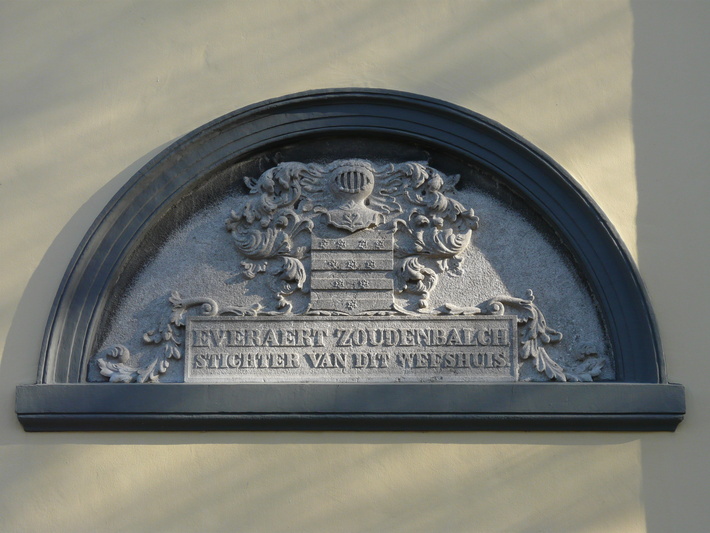 EVERAERT ZOUDENBALCH
STICHTER VAN DIT WEESHUIS.